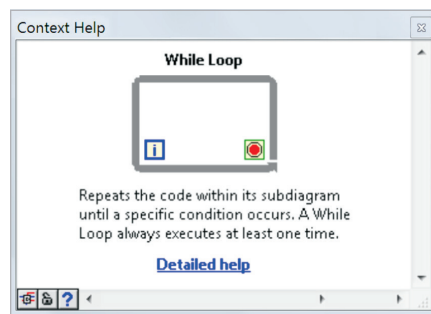 Context Help
While Loop
i
Repeats the code within its subdiagram
until a specific condition occurs. A While
Loop always executes at least one time.
Detailed help
?